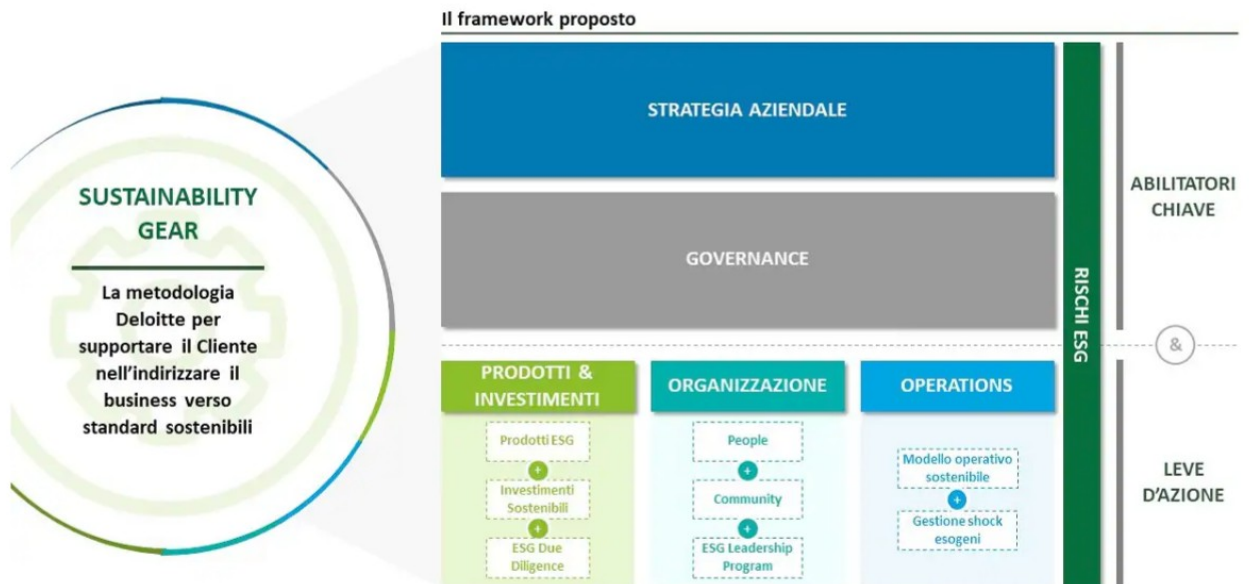 Il framework proposto
SUSTAINABILITY
GEAR
La metodologia
Deloitte per
supportare il Cliente
nell'indirizzare il
business verso
standard sostenibili
STRATEGIA AZIENDALE
GOVERNANCE
RISCHI ESG
ABILITATORI
CHIAVE
&
LEVE
D'AZIONE
PRODOTTI &
INVESTIMENTI
Prodotti ESG
+
Investimenti
Sostenibili
+
ESG Due
Diligence
ORGANIZZAZIONE
People
+
Community
+
ESG Leadership
Program
OPERATIONS
Modello operativo
sostenibile
+
Gestione shock
esogeni